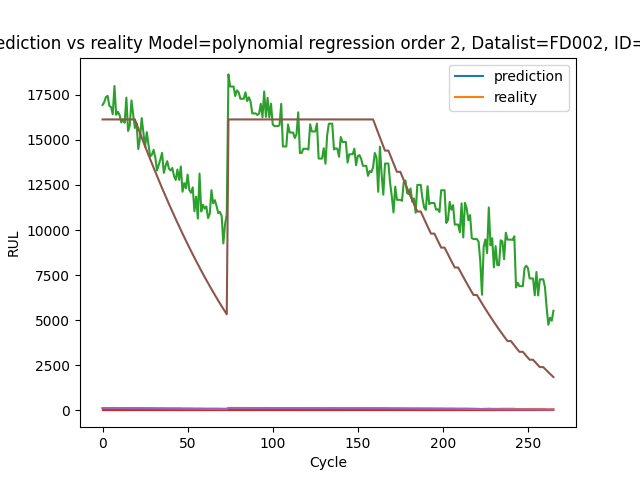 ediction vs reality Model=polynomial regression order 2, Datalist=FD002, ID=
prediction
reality
17500
15000
12500
10000
7500
5000
2500
0
RUL
0 50 100 150 200 250
Cycle